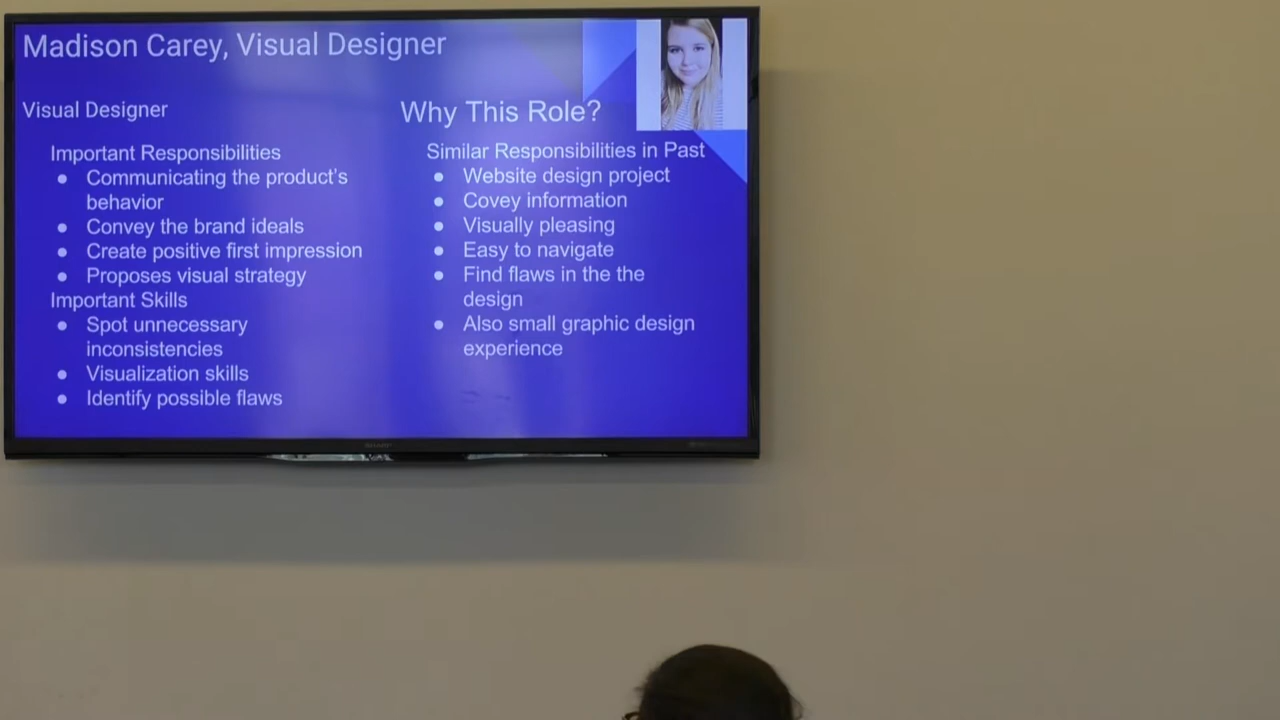 Madison Carey, Visual Designer
Visual Designer
Important Responsibilities
● Communicating the product's
behavior
● Convey the brand ideals
● Create positive first impression
● Proposes visual strategy
Important Skills
● Spot unnecessary
inconsistencies
● Visualization skills
● Identify possible flaws
Why This Role?
Similar Responsibilities in Past
● Website design project
● Covey information
● Visually pleasing
● Easy to navigate
● Find flaws in the the
design
● Also small graphic design
experience
SHARP